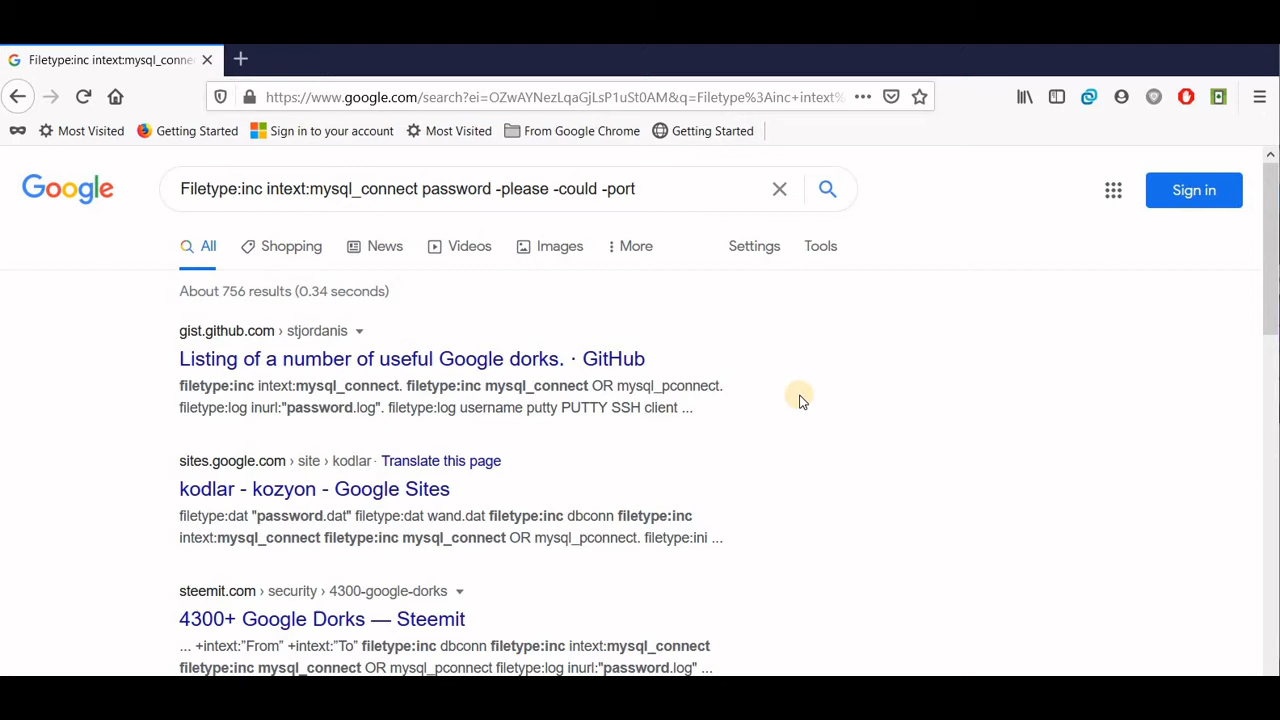 Filetype:inc intext:mysql_conne
https://www.google.com/search?ei=OZwAYNezLqaGjLsP1uSt0AM&q=Filetype%3Ainc+intext%
Most Visited
Getting Started
Sign in to your account
Most Visited
From Google Chrome
Getting Started
Google
Filetype:inc intext:mysql_connect password -please -could -port
Sign in
All
Shopping
News
Videos
Images
More
Settings
Tools
About 756 results (0.34 seconds)
gist.github.com › stjordanis
Listing of a number of useful Google dorks. · GitHub
filetype:inc intext:mysql_connect. filetype:inc mysql_connect OR mysql_pconnect.
filetype:log inurl:"password.log". filetype:log username putty PUTTY SSH client ...
sites.google.com › site › kodlar · Translate this page
kodlar - kozyon - Google Sites
filetype:dat "password.dat" filetype:dat wand.dat filetype:inc dbconn filetype:inc
intext:mysql_connect filetype:inc mysql_connect OR mysql_pconnect. filetype:ini ...
steemit.com › security › 4300-google-dorks
4300+ Google Dorks — Steemit
... +intext:"From" +intext:"To" filetype:inc dbconn filetype:inc intext:mysql_connect
filetype:inc mysql_connect OR mysql_pconnect filetype:log inurl:"password.log" ...